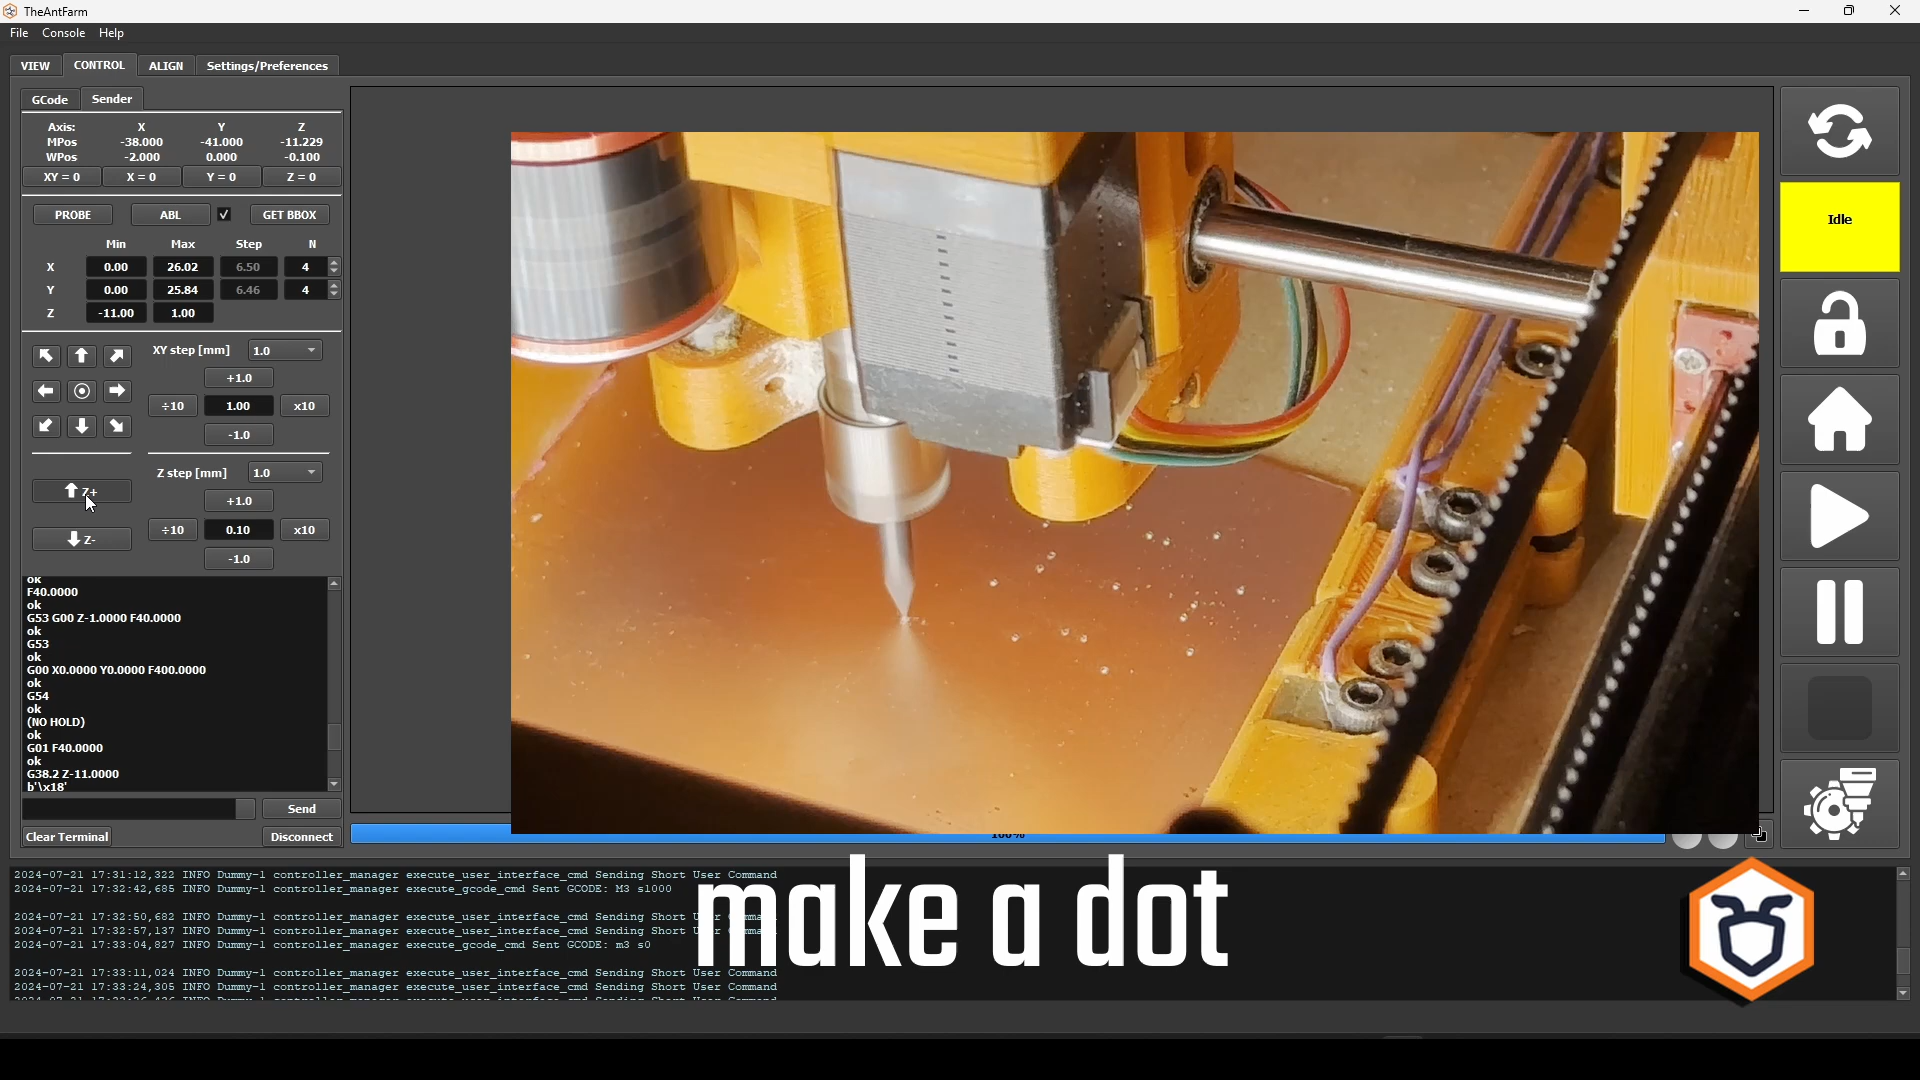 TheAntFarm
File Console Help
VIEW CONTROL ALIGN Settings/Preferences
GCode Sender
Axis: X Y Z
MPos -38.000 -41.000 -11.229
WPos -2.000 0.000 -0.100
XY = 0 X = 0 Y = 0 Z = 0
PROBE ABL GET BBOX
Min Max Step N
X 0.00 26.02 6.50 4
Y 0.00 25.84 6.46 4
Z -11.00 1.00
XY step [mm] 1.0
+1.0
÷10 1.00 x10
-1.0
Z step [mm] 1.0
Z+ +1.0
÷10 0.10 x10
Z- -1.0
ok
F40.0000
ok
G53 G00 Z-1.0000 F40.0000
ok
G53
ok
G00 X0.0000 Y0.0000 F400.0000
ok
G54
ok
(NO HOLD)
ok
G01 F40.0000
ok
G38.2 Z-11.0000
b'\x18'
Send
Clear Terminal Disconnect
Idle
100%
2024-07-21 17:31:12,322 INFO Dummy-1 controller_manager execute_user_interface_cmd Sending Short User Command
2024-07-21 17:32:42,685 INFO Dummy-1 controller_manager execute_gcode_cmd Sent GCODE: M3 s1000
2024-07-21 17:32:50,682 INFO Dummy-1 controller_manager execute_user_interface_cmd Sending Short
2024-07-21 17:32:57,137 INFO Dummy-1 controller_manager execute_user_interface_cmd Sending Short
2024-07-21 17:33:04,827 INFO Dummy-1 controller_manager execute_gcode_cmd Sent GCODE: m3 s0
2024-07-21 17:33:11,024 INFO Dummy-1 controller_manager execute_user_interface_cmd Sending Short User Command
2024-07-21 17:33:24,305 INFO Dummy-1 controller_manager execute_user_interface_cmd Sending Short User Command
make a dot